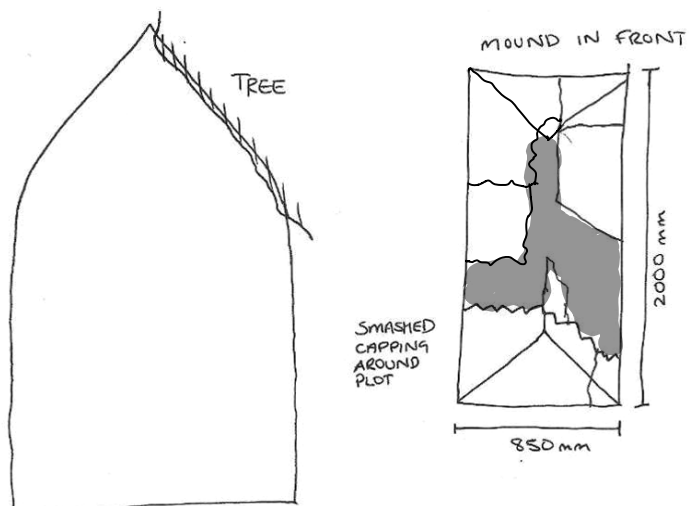 TREE
MOUND IN FRONT
2000 mm
SMASHED
CAPPING
AROUND
PLOT
850mm